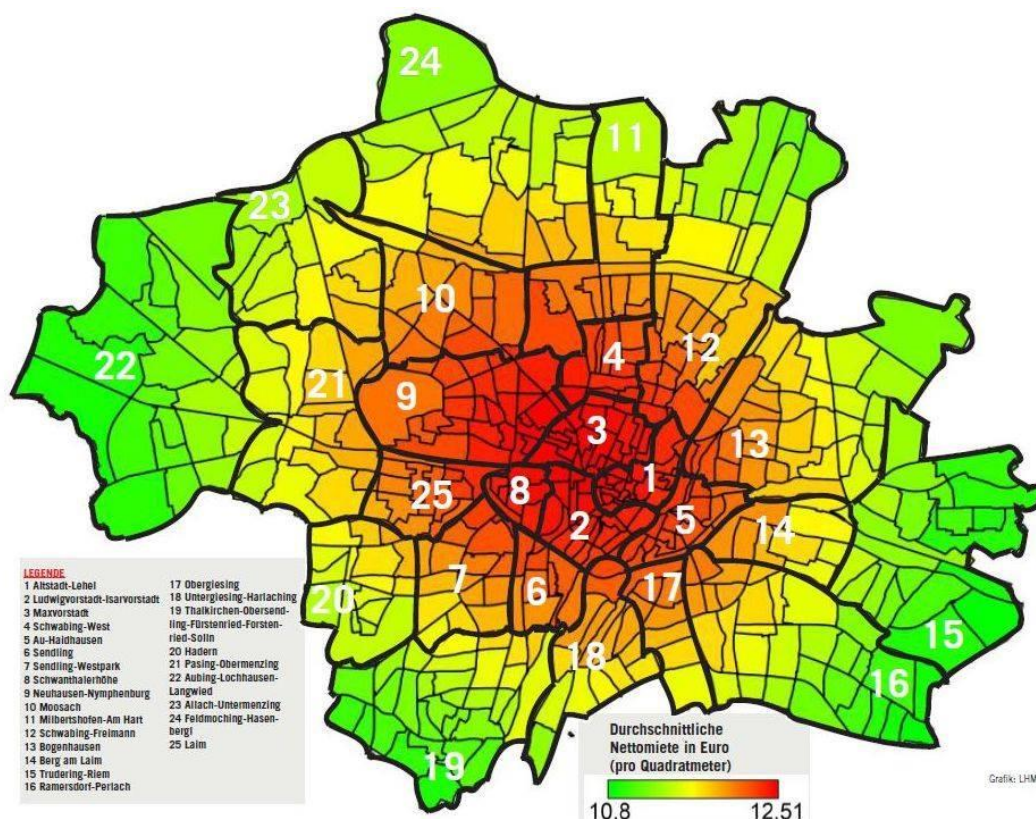 24
11
23
10
12
4
22
21
9
3
13
1
25
8
2
5
14
7
6
17
20
18
15
16
19
LEGENDE
1 Altstadt-Lehel
2 Ludwigvorstadt-Isarvorstadt
3 Maxvorstadt
4 Schwabing-West
5 Au-Haidhausen
6 Sendling
7 Sendling-Westpark
8 Schwanthalerhöhe
9 Neuhausen-Nymphenburg
10 Moosach
11 Milbertshofen-Am Hart
12 Schwabing-Freimann
13 Bogenhausen
14 Berg am Laim
15 Trudering-Riem
16 Ramersdorf-Perlach
17 Obergiesing
18 Untergiesing-Harlaching
19 Thalkirchen-Obersend-
ling-Fürstenried-Forsten-
ried-Solln
20 Hadern
21 Pasing-Obermenzing
22 Aubing-Lochhausen-
Langwied
23 Allach-Untermenzing
24 Feldmoching-Hasen-
bergl
25 Laim
Durchschnittliche
Nettomiete in Euro
(pro Quadratmeter)
10.8 12.51
Grafik: LHM